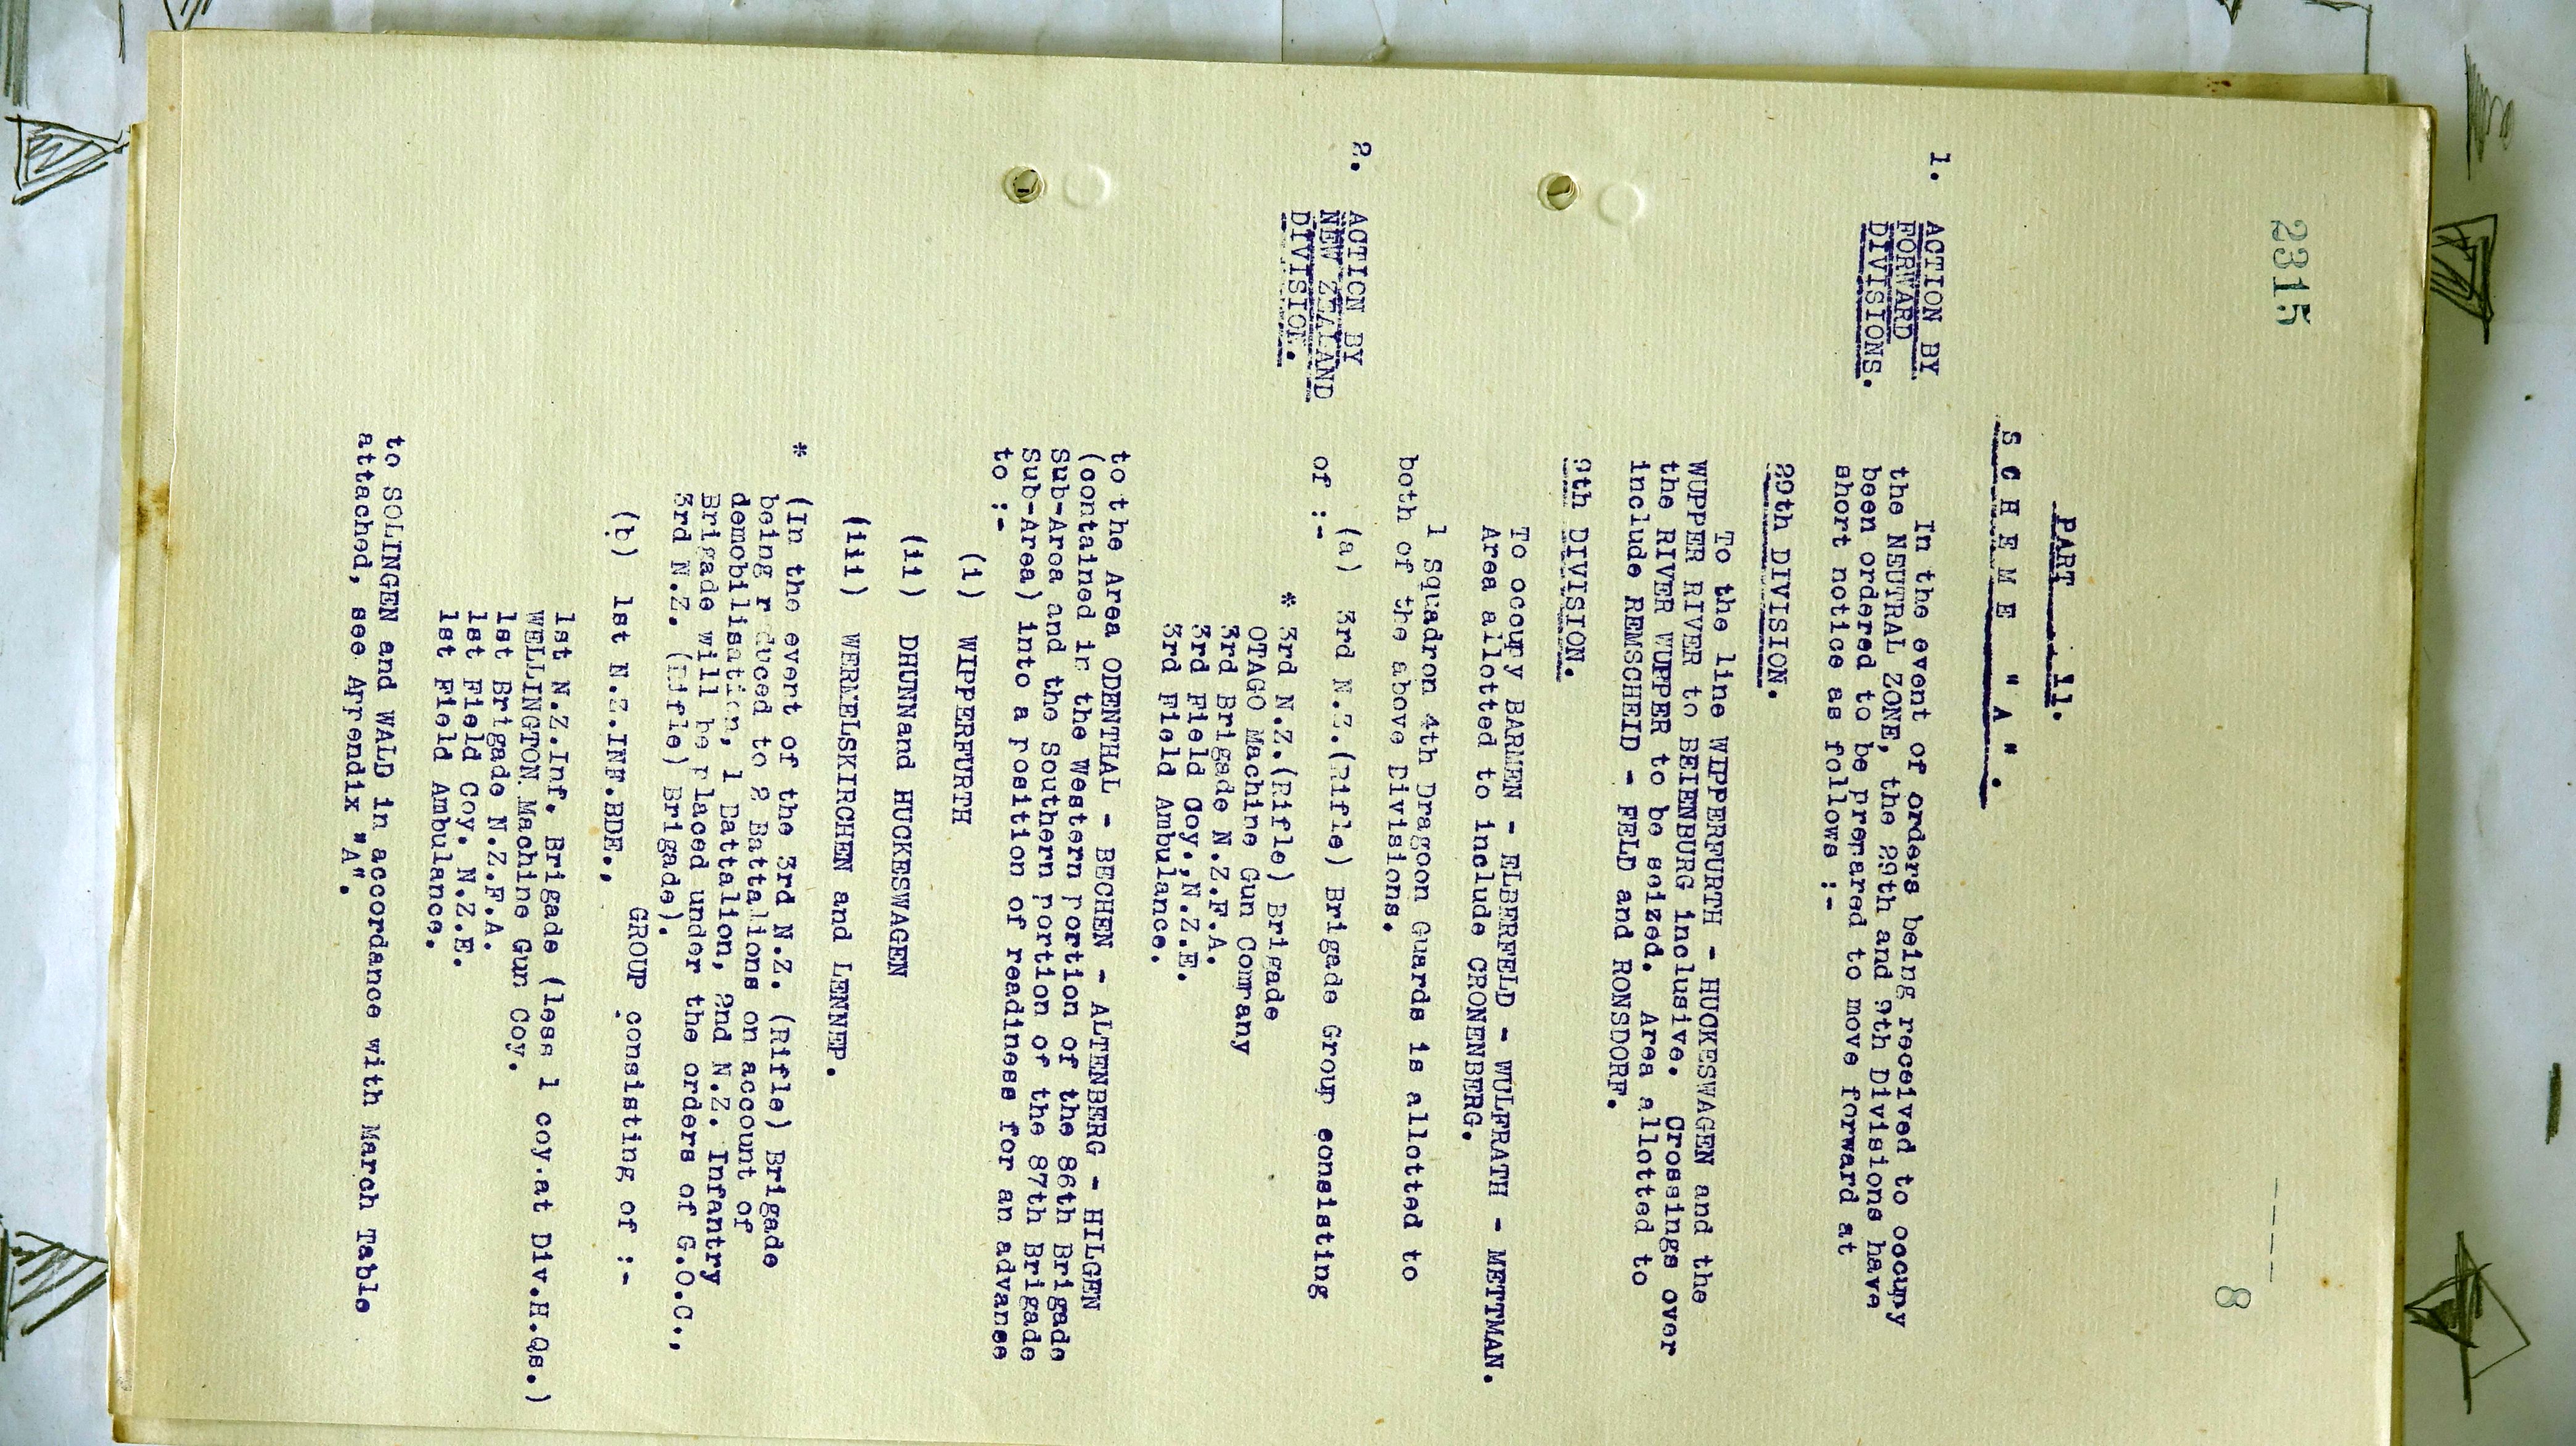 2315
8
PART 11.
SCHEME "A".
1. ACTION BY
FORWARD
DIVISIONS.
In the event of orders being received to occupy
the NEUTRAL ZONE, the 29th and 9th Divisions have
been ordered to be prepared to move forward at
short notice as follows :-
29th DIVISION.
To the line WIPPERFURTH - HUCKESWAGEN and the
WUPPER RIVER to BEIENBURG inclusive. Crossings over
the RIVER WUPPER to be seized. Area allotted to
include REMSCHEID - FELD and RONSDORF.
9th DIVISION.
To occupy BARMEN - ELBERFELD - WULFRATH - METTMAN.
Area allotted to include CRONENBERG.
1 Squadron 4th Dragoon Guards is allotted to
both of the above Divisions.
2. ACTION BY
NEW ZEALAND
DIVISION.
(a) 3rd N.Z.(Rifle) Brigade Group consisting
of :-
* 3rd N.Z.(Rifle) Brigade
OTAGO Machine Gun Company
3rd Brigade N.Z.F.A.
3rd Field Coy.,N.Z.E.
3rd Field Ambulance.
to the Area ODENTHAL - BECHEN - ALTENBERG - HILGEN
(contained in the Western portion of the 86th Brigade
Sub-Area and the Southern portion of the 87th Brigade
Sub-Area) into a position of readiness for an advance
to :-
(i) WIPPERFURTH
(ii) DHUNNand HUCKESWAGEN
(iii) WERMELSKIRCHEN and LENNEP.
* (In the event of the 3rd N.Z. (Rifle) Brigade
being r duced to 2 Battalions on account of
demobilisation, 1 Battalion, 2nd N.Z. Infantry
Brigade will be placed under the orders of G.O.C.,
3rd N.Z. (Rifle) Brigade).
(b) 1st N.Z.INF.BDE., GROUP consisting of :-
1st N.Z.Inf. Brigade (less 1 coy.at Div.H.Qs.)
WELLINGTON Machine Gun Coy.
1st Brigade N.Z.F.A.
1st Field Coy. N.Z.E.
1st Field Ambulance.
to SOLINGEN and WALD in accordance with March Table
attached, see Appendix "A".